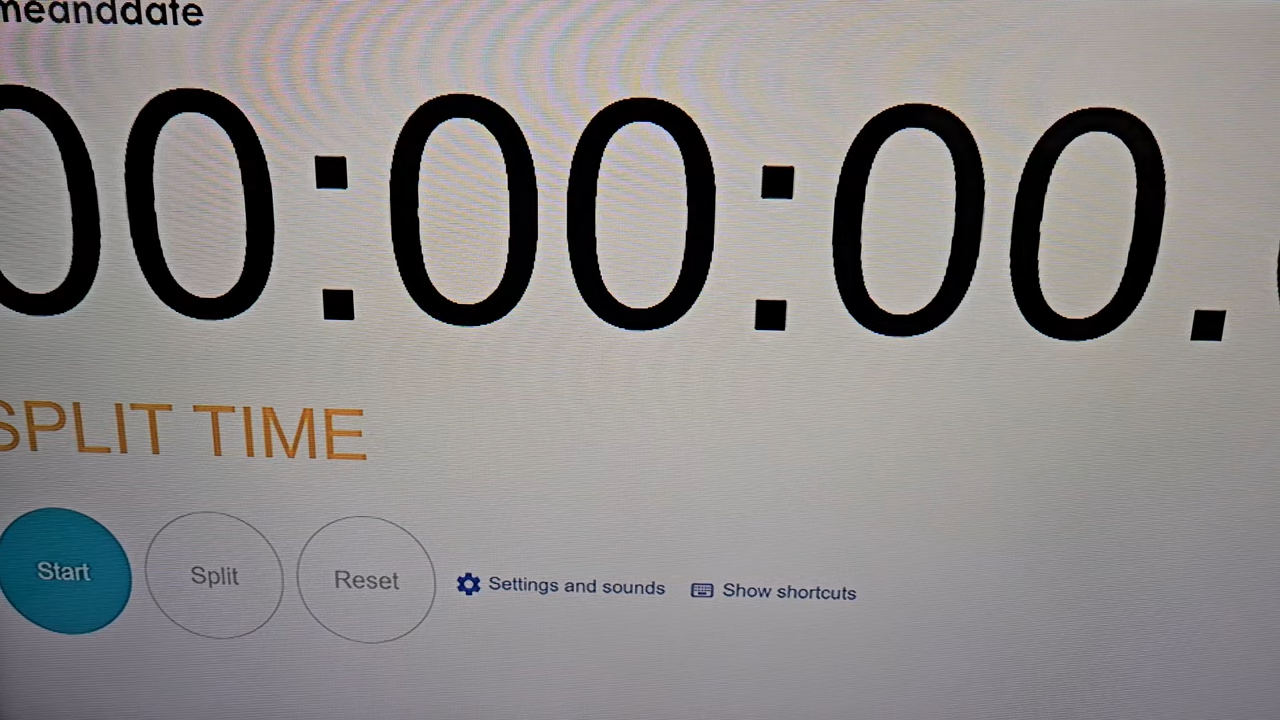 meanddate
00:00:00.
SPLIT TIME
Start
Split
Reset
Settings and sounds
Show shortcuts